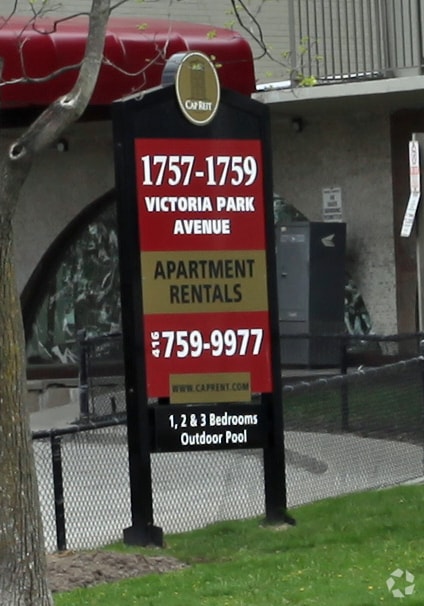 CAP REIT
1757-1759
VICTORIA PARK
AVENUE
APARTMENT
RENTALS
416 759-9977
WWW.CAPRENT.COM
1, 2 & 3 Bedrooms
Outdoor Pool